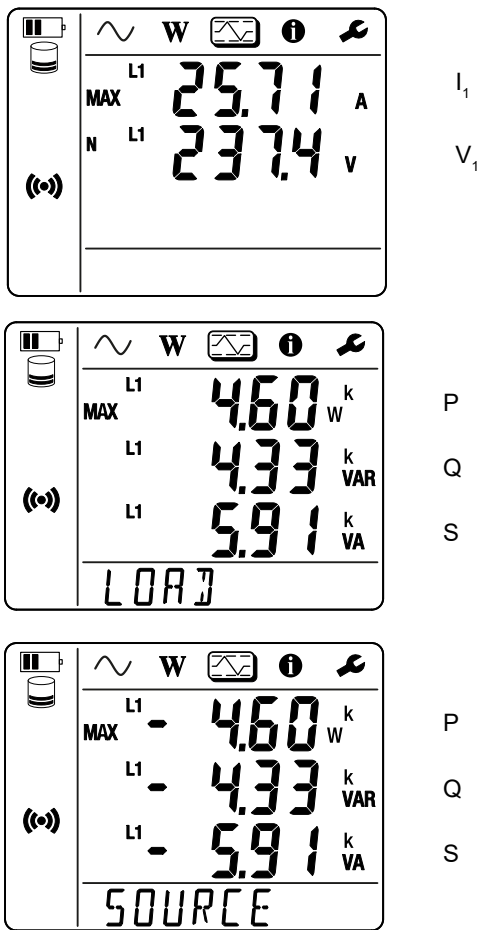 W
L1
MAX 25.71 A I1
N L1 237.4 V V1
W
L1
MAX 4.60 k W P
L1 4.33 k VAR Q
L1 5.91 k VA S
LOAD
W
L1
MAX - 4.60 k W P
L1 - 4.33 k VAR Q
L1 - 5.91 k VA S
SOURCE